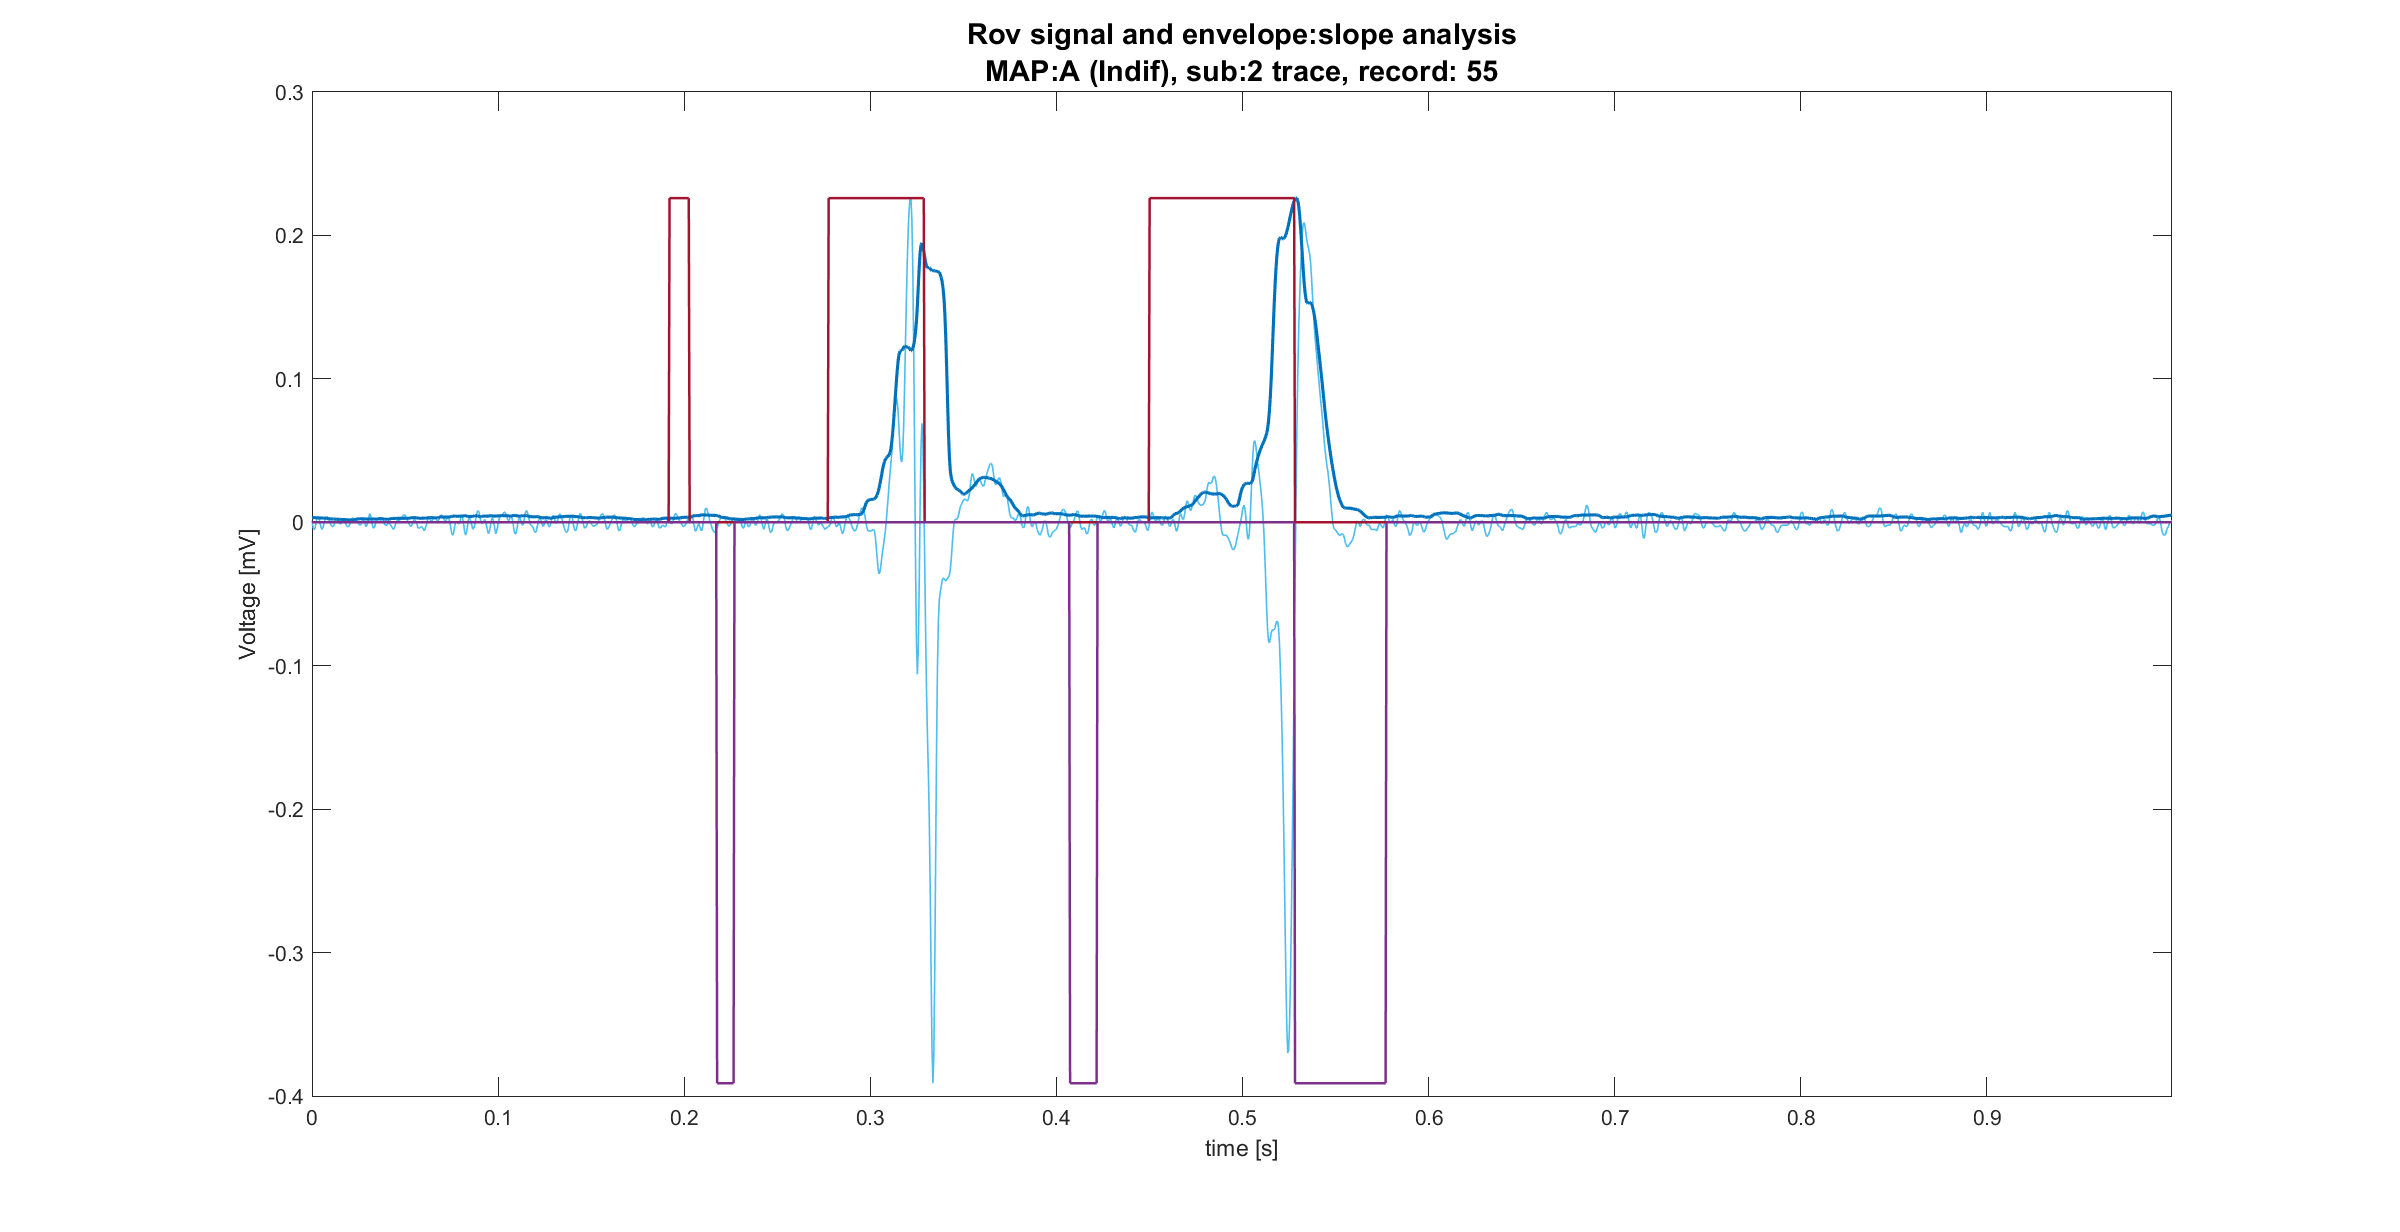 Rov signal and envelope:slope analysis
MAP:A (Indif), sub:2 trace, record: 55
0.3
0.2
0.1
0
-0.1
-0.2
-0.3
-0.4
Voltage [mV]
0 0.1 0.2 0.3 0.4 0.5 0.6 0.7 0.8 0.9
time [s]